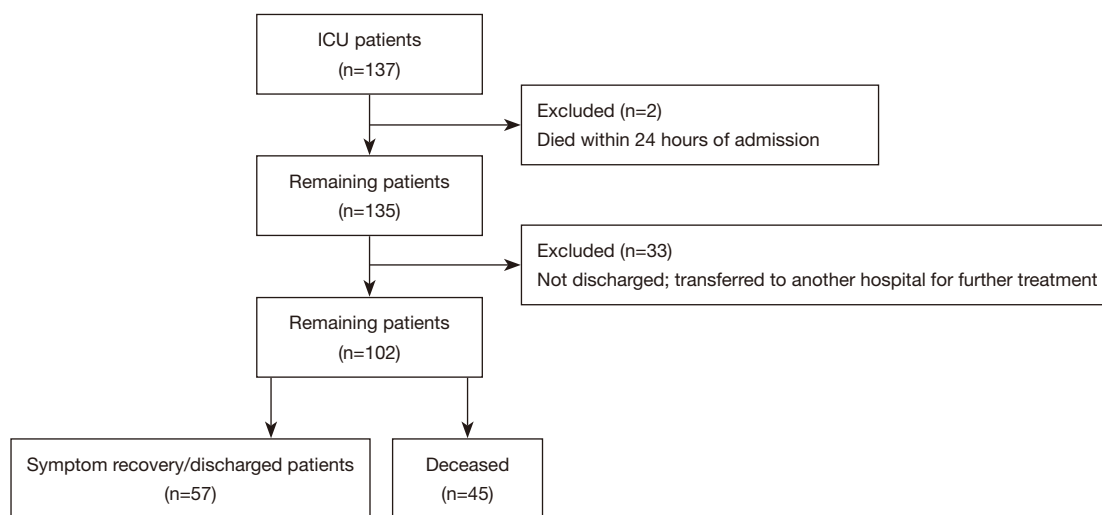 ICU patients
(n=137)
Excluded (n=2)
Died within 24 hours of admission
Remaining patients
(n=135)
Excluded (n=33)
Not discharged; transferred to another hospital for further treatment
Remaining patients
(n=102)
Symptom recovery/discharged patients
(n=57)
Deceased
(n=45)